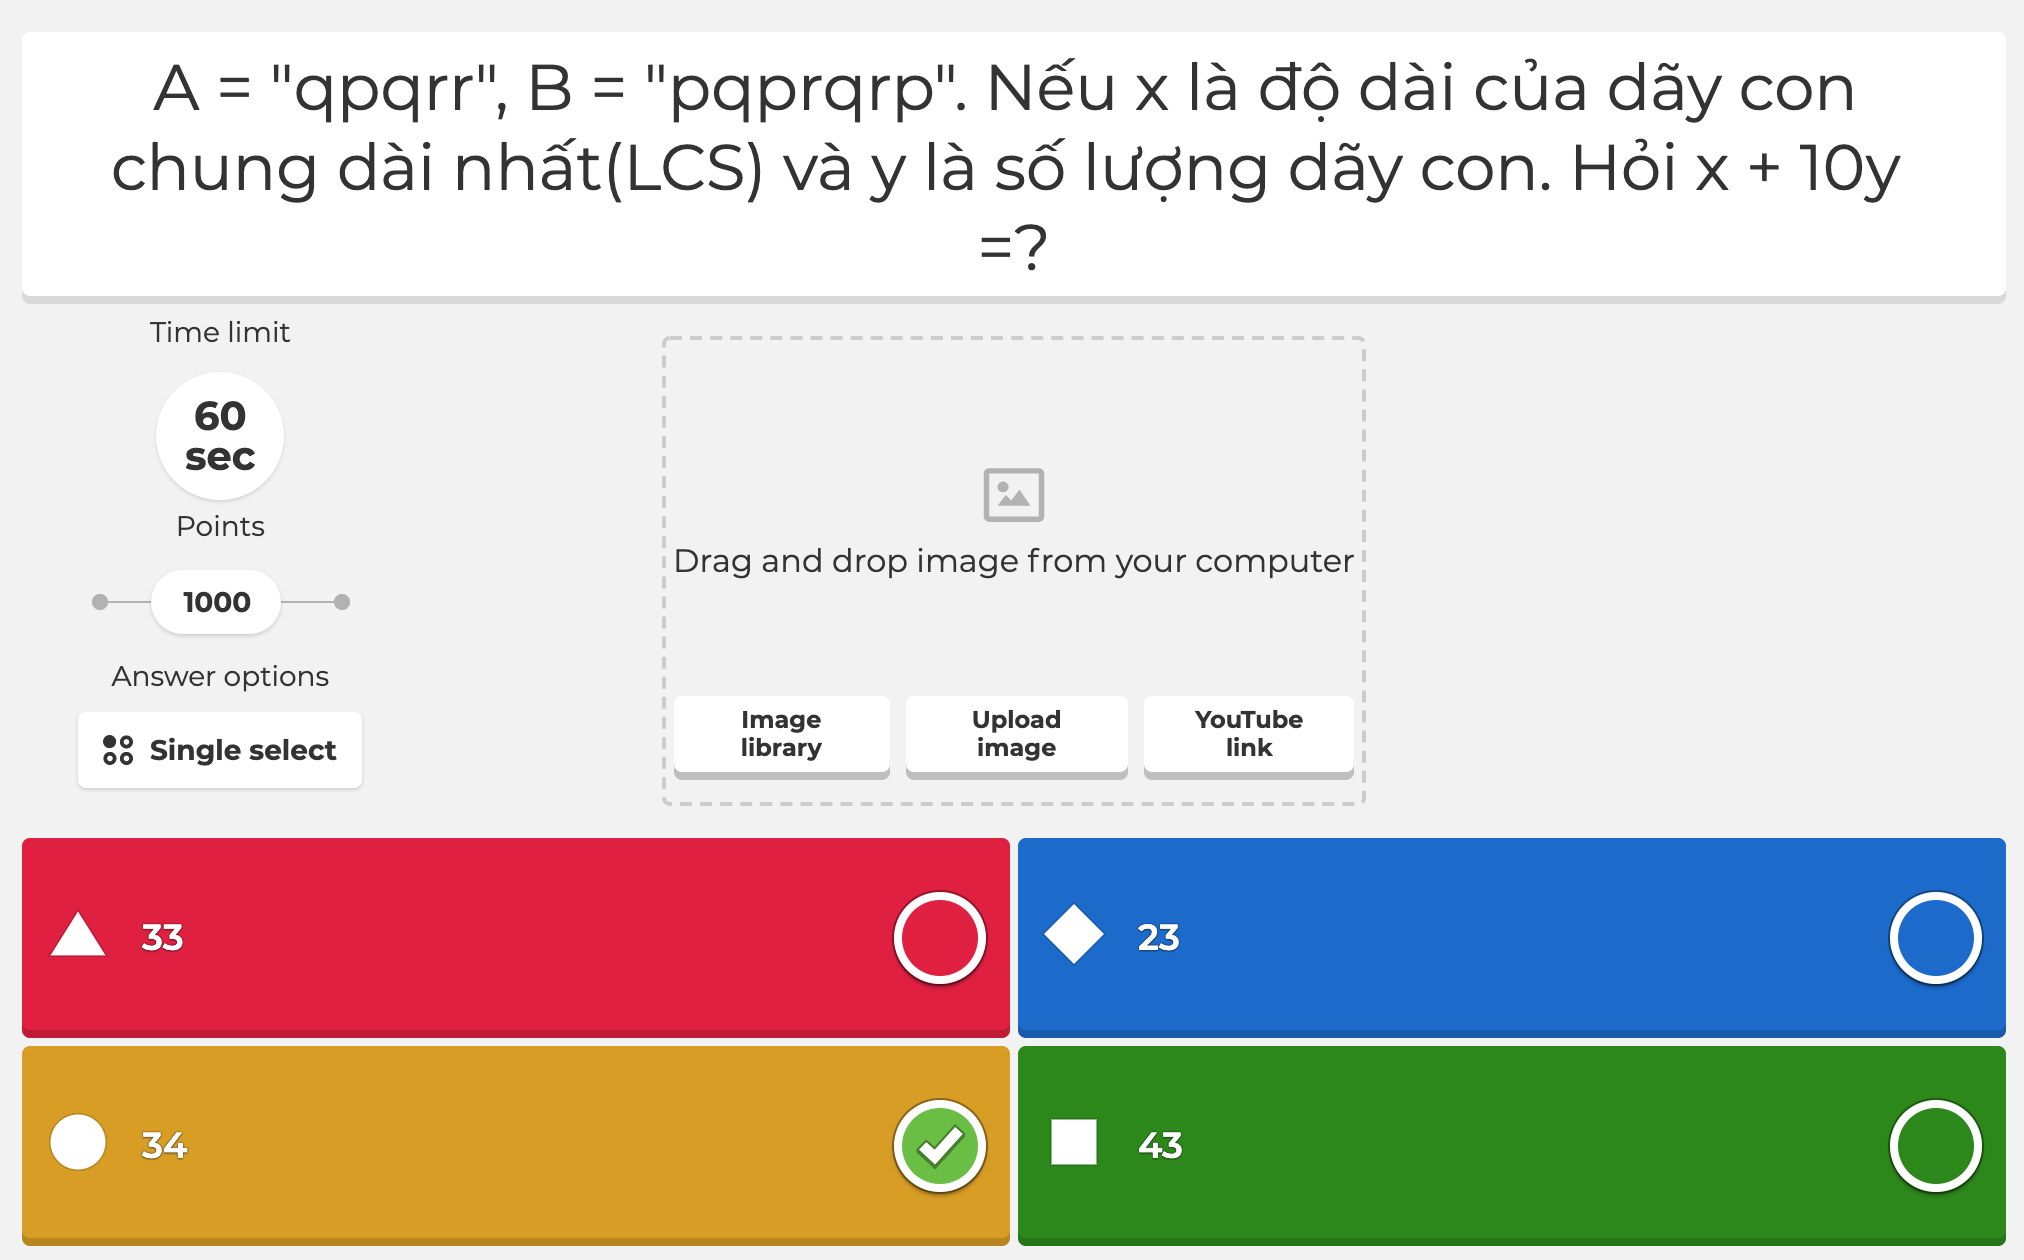 A = "qpqrr", B = "pqprqrp". Nếu x là độ dài của dãy con
chung dài nhất(LCS) và y là số lượng dãy con. Hỏi x + 10y
=?
Time limit
60
sec
Points
1000
Answer options
Single select
Drag and drop image from your computer
Image
library
Upload
image
YouTube
link
33
23
34
43